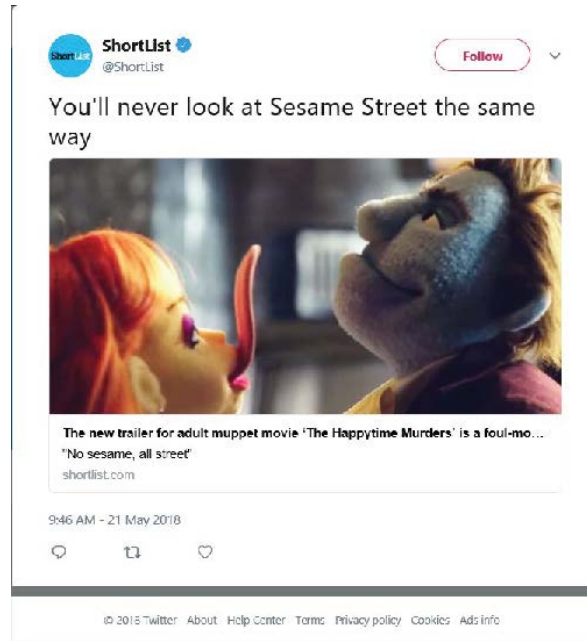 ShortList
ShortList
@ShortList
Follow
You'll never look at Sesame Street the same
way
The new trailer for adult muppet movie 'The Happytime Murders' is a foul-mo...
"No sesame, all street"
shortlist.com
9:46 AM - 21 May 2018
© 2018 Twitter About Help Center Terms Privacy policy Cookies Ads info